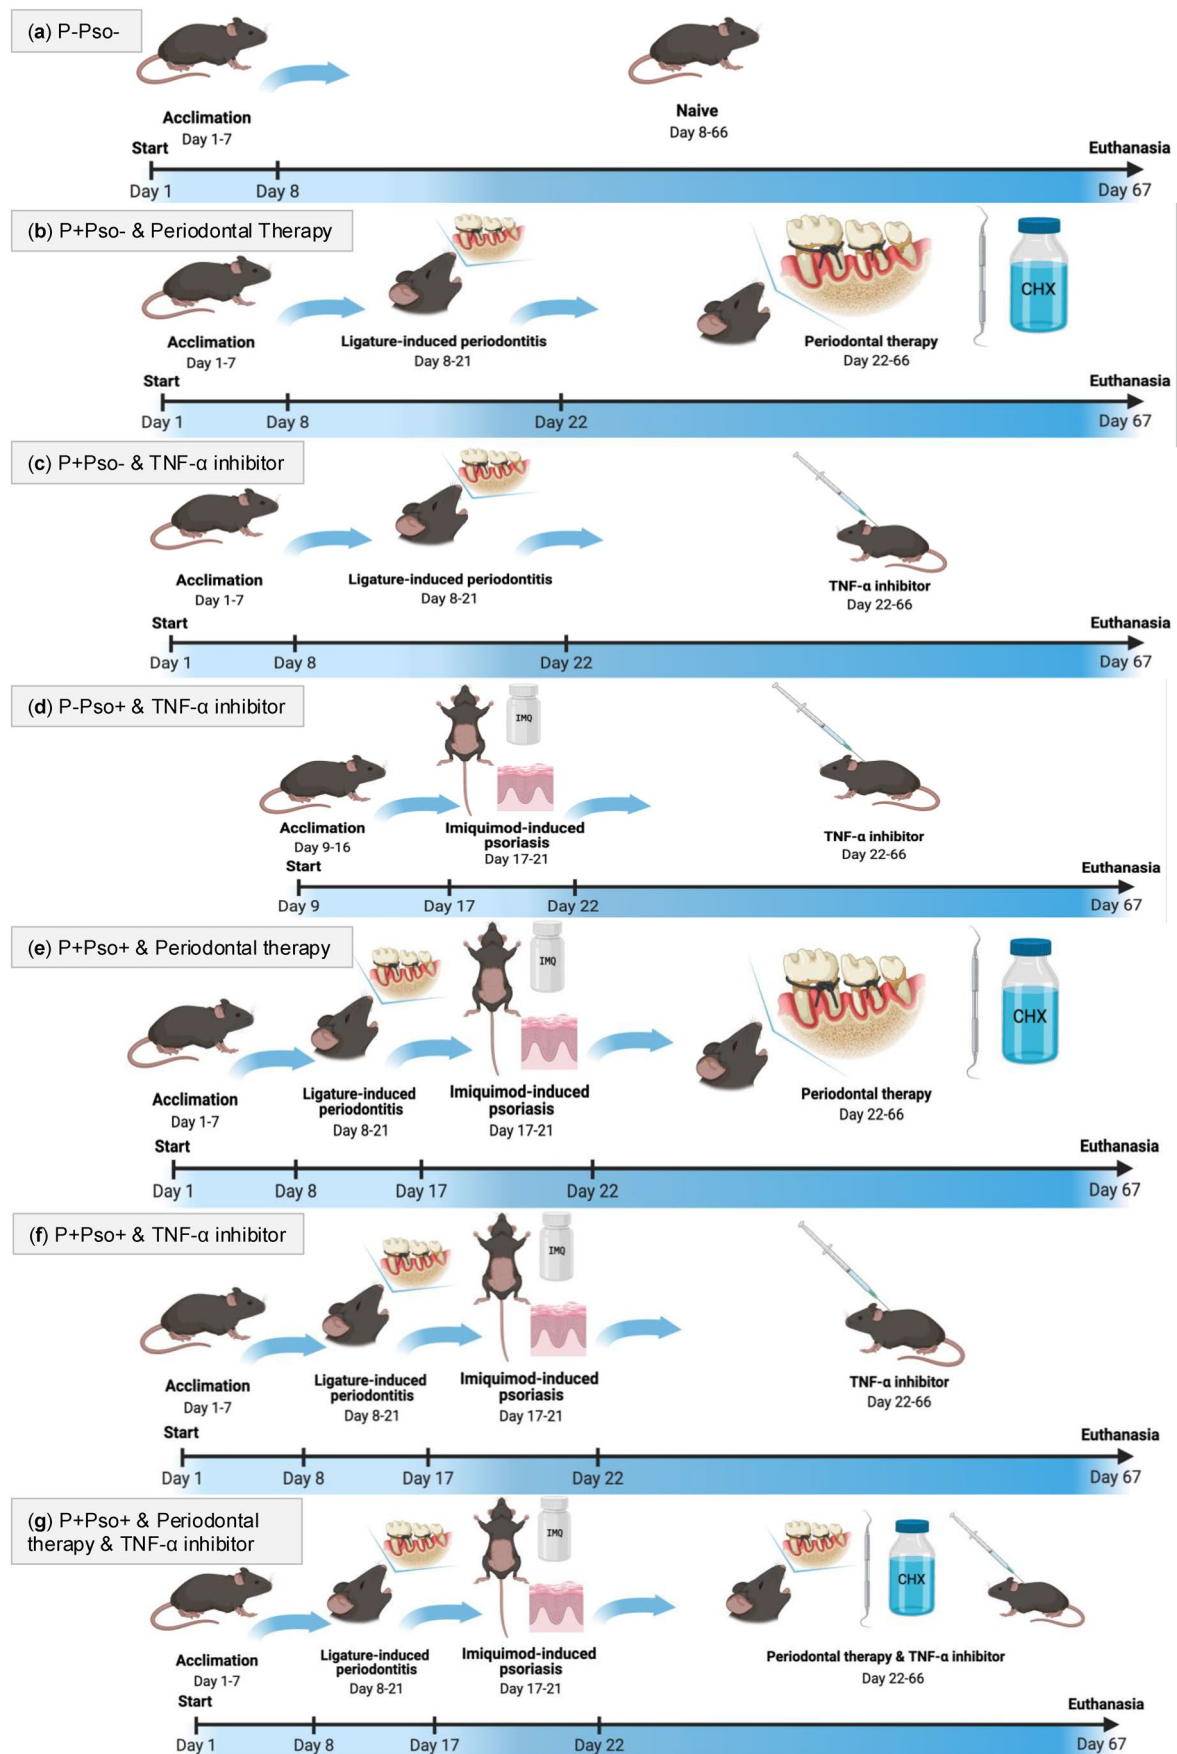 (a) P-Pso-
Acclimation
Day 1-7
Naive
Day 8-66
Start
Euthanasia
Day 1
Day 8
Day 67
(b) P+Pso- & Periodontal Therapy
CHX
Acclimation
Day 1-7
Ligature-induced periodontitis
Day 8-21
Periodontal therapy
Day 22-66
Start
Euthanasia
Day 1
Day 8
Day 22
Day 67
(c) P+Pso- & TNF-α inhibitor
Acclimation
Day 1-7
Ligature-induced periodontitis
Day 8-21
TNF-α inhibitor
Day 22-66
Start
Euthanasia
Day 1
Day 8
Day 22
Day 67
(d) P-Pso+ & TNF-α inhibitor
IMQ
Acclimation
Day 9-16
Imiquimod-induced
psoriasis
Day 17-21
TNF-α inhibitor
Day 22-66
Start
Euthanasia
Day 9
Day 17
Day 22
Day 67
(e) P+Pso+ & Periodontal therapy
IMQ
CHX
Acclimation
Day 1-7
Ligature-induced
periodontitis
Day 8-21
Imiquimod-induced
psoriasis
Day 17-21
Periodontal therapy
Day 22-66
Start
Euthanasia
Day 1
Day 8
Day 17
Day 22
Day 67
(f) P+Pso+ & TNF-α inhibitor
IMQ
Acclimation
Day 1-7
Ligature-induced
periodontitis
Day 8-21
Imiquimod-induced
psoriasis
Day 17-21
TNF-α inhibitor
Day 22-66
Start
Euthanasia
Day 1
Day 8
Day 17
Day 22
Day 67
(g) P+Pso+ & Periodontal
therapy & TNF-α inhibitor
IMQ
CHX
Acclimation
Day 1-7
Ligature-induced
periodontitis
Day 8-21
Imiquimod-induced
psoriasis
Day 17-21
Periodontal therapy & TNF-α inhibitor
Day 22-66
Start
Euthanasia
Day 1
Day 8
Day 17
Day 22
Day 67